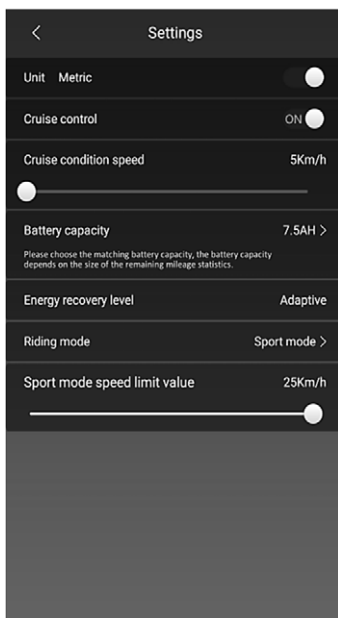 Settings
Unit Metric
Cruise control ON
Cruise condition speed 5Km/h
Battery capacity 7.5AH >
Please choose the matching battery capacity, the battery capacity
depends on the size of the remaining mileage statistics.
Energy recovery level Adaptive
Riding mode Sport mode >
Sport mode speed limit value 25Km/h